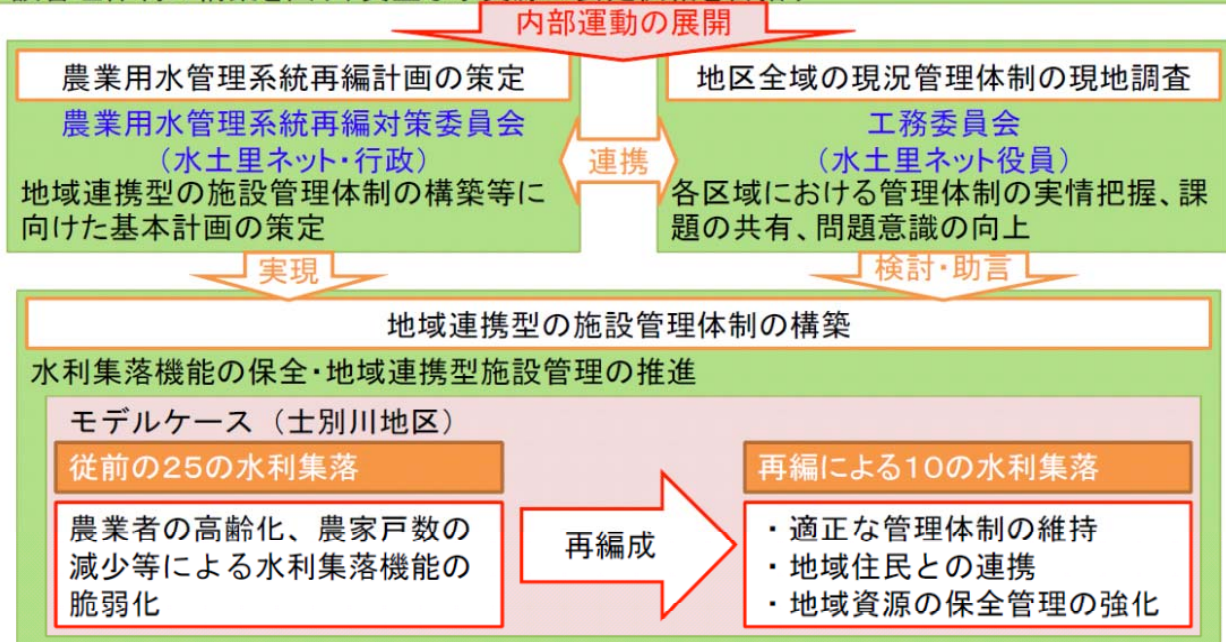 内部運動の展開
農業用水管理系統再編計画の策定
農業用水管理系統再編対策委員会
(水土里ネット・行政)
地域連携型の施設管理体制の構築等に
向けた基本計画の策定
連携
地区全域の現況管理体制の現地調査
工務委員会
(水土里ネット役員)
各区域における管理体制の実情把握、課
題の共有、問題意識の向上
実現
検討・助言
地域連携型の施設管理体制の構築
水利集落機能の保全・地域連携型施設管理の推進
モデルケース(士別川地区)
従前の25の水利集落
農業者の高齢化、農家戸数の
減少等による水利集落機能の
脆弱化
再編成
再編による10の水利集落
・適正な管理体制の維持
・地域住民との連携
・地域資源の保全管理の強化